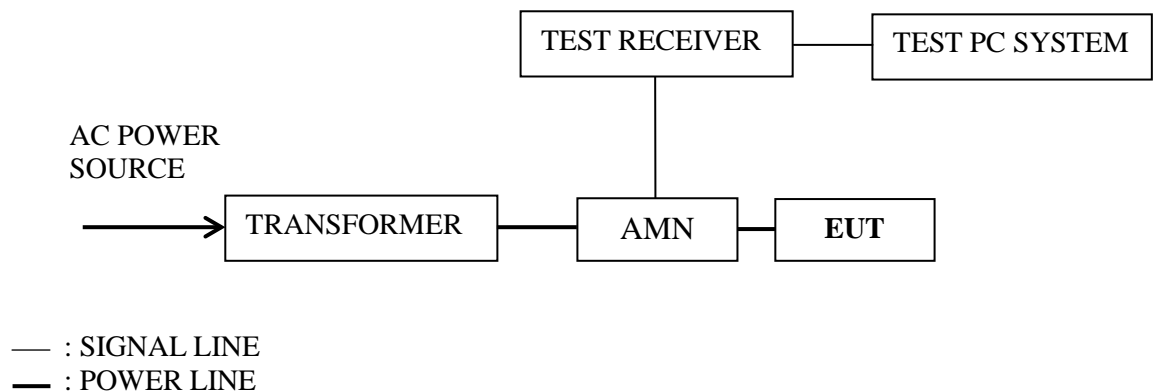 TEST RECEIVER
TEST PC SYSTEM
AC POWER
SOURCE
TRANSFORMER
AMN
EUT
: SIGNAL LINE
: POWER LINE